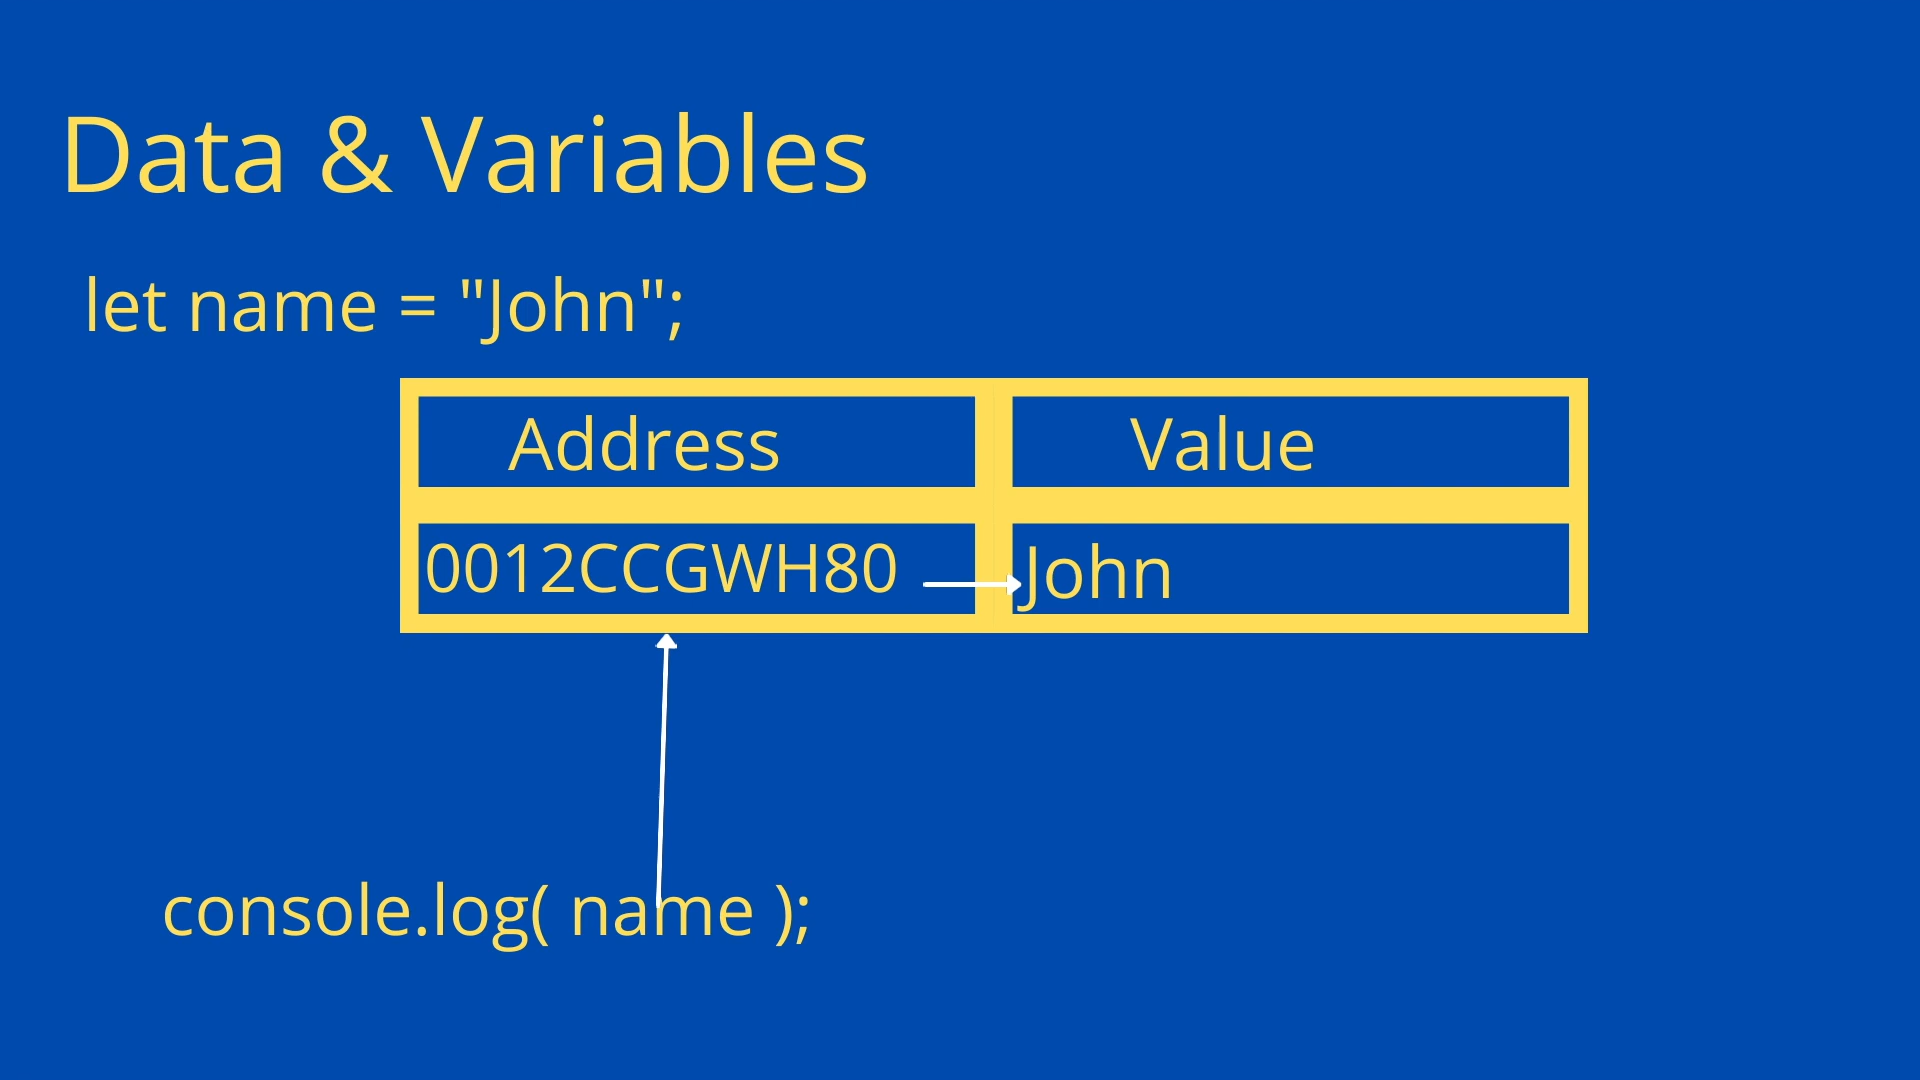 Data & Variables
let name = "John";
Address Value
0012CCGWH80 John
console.log( name );